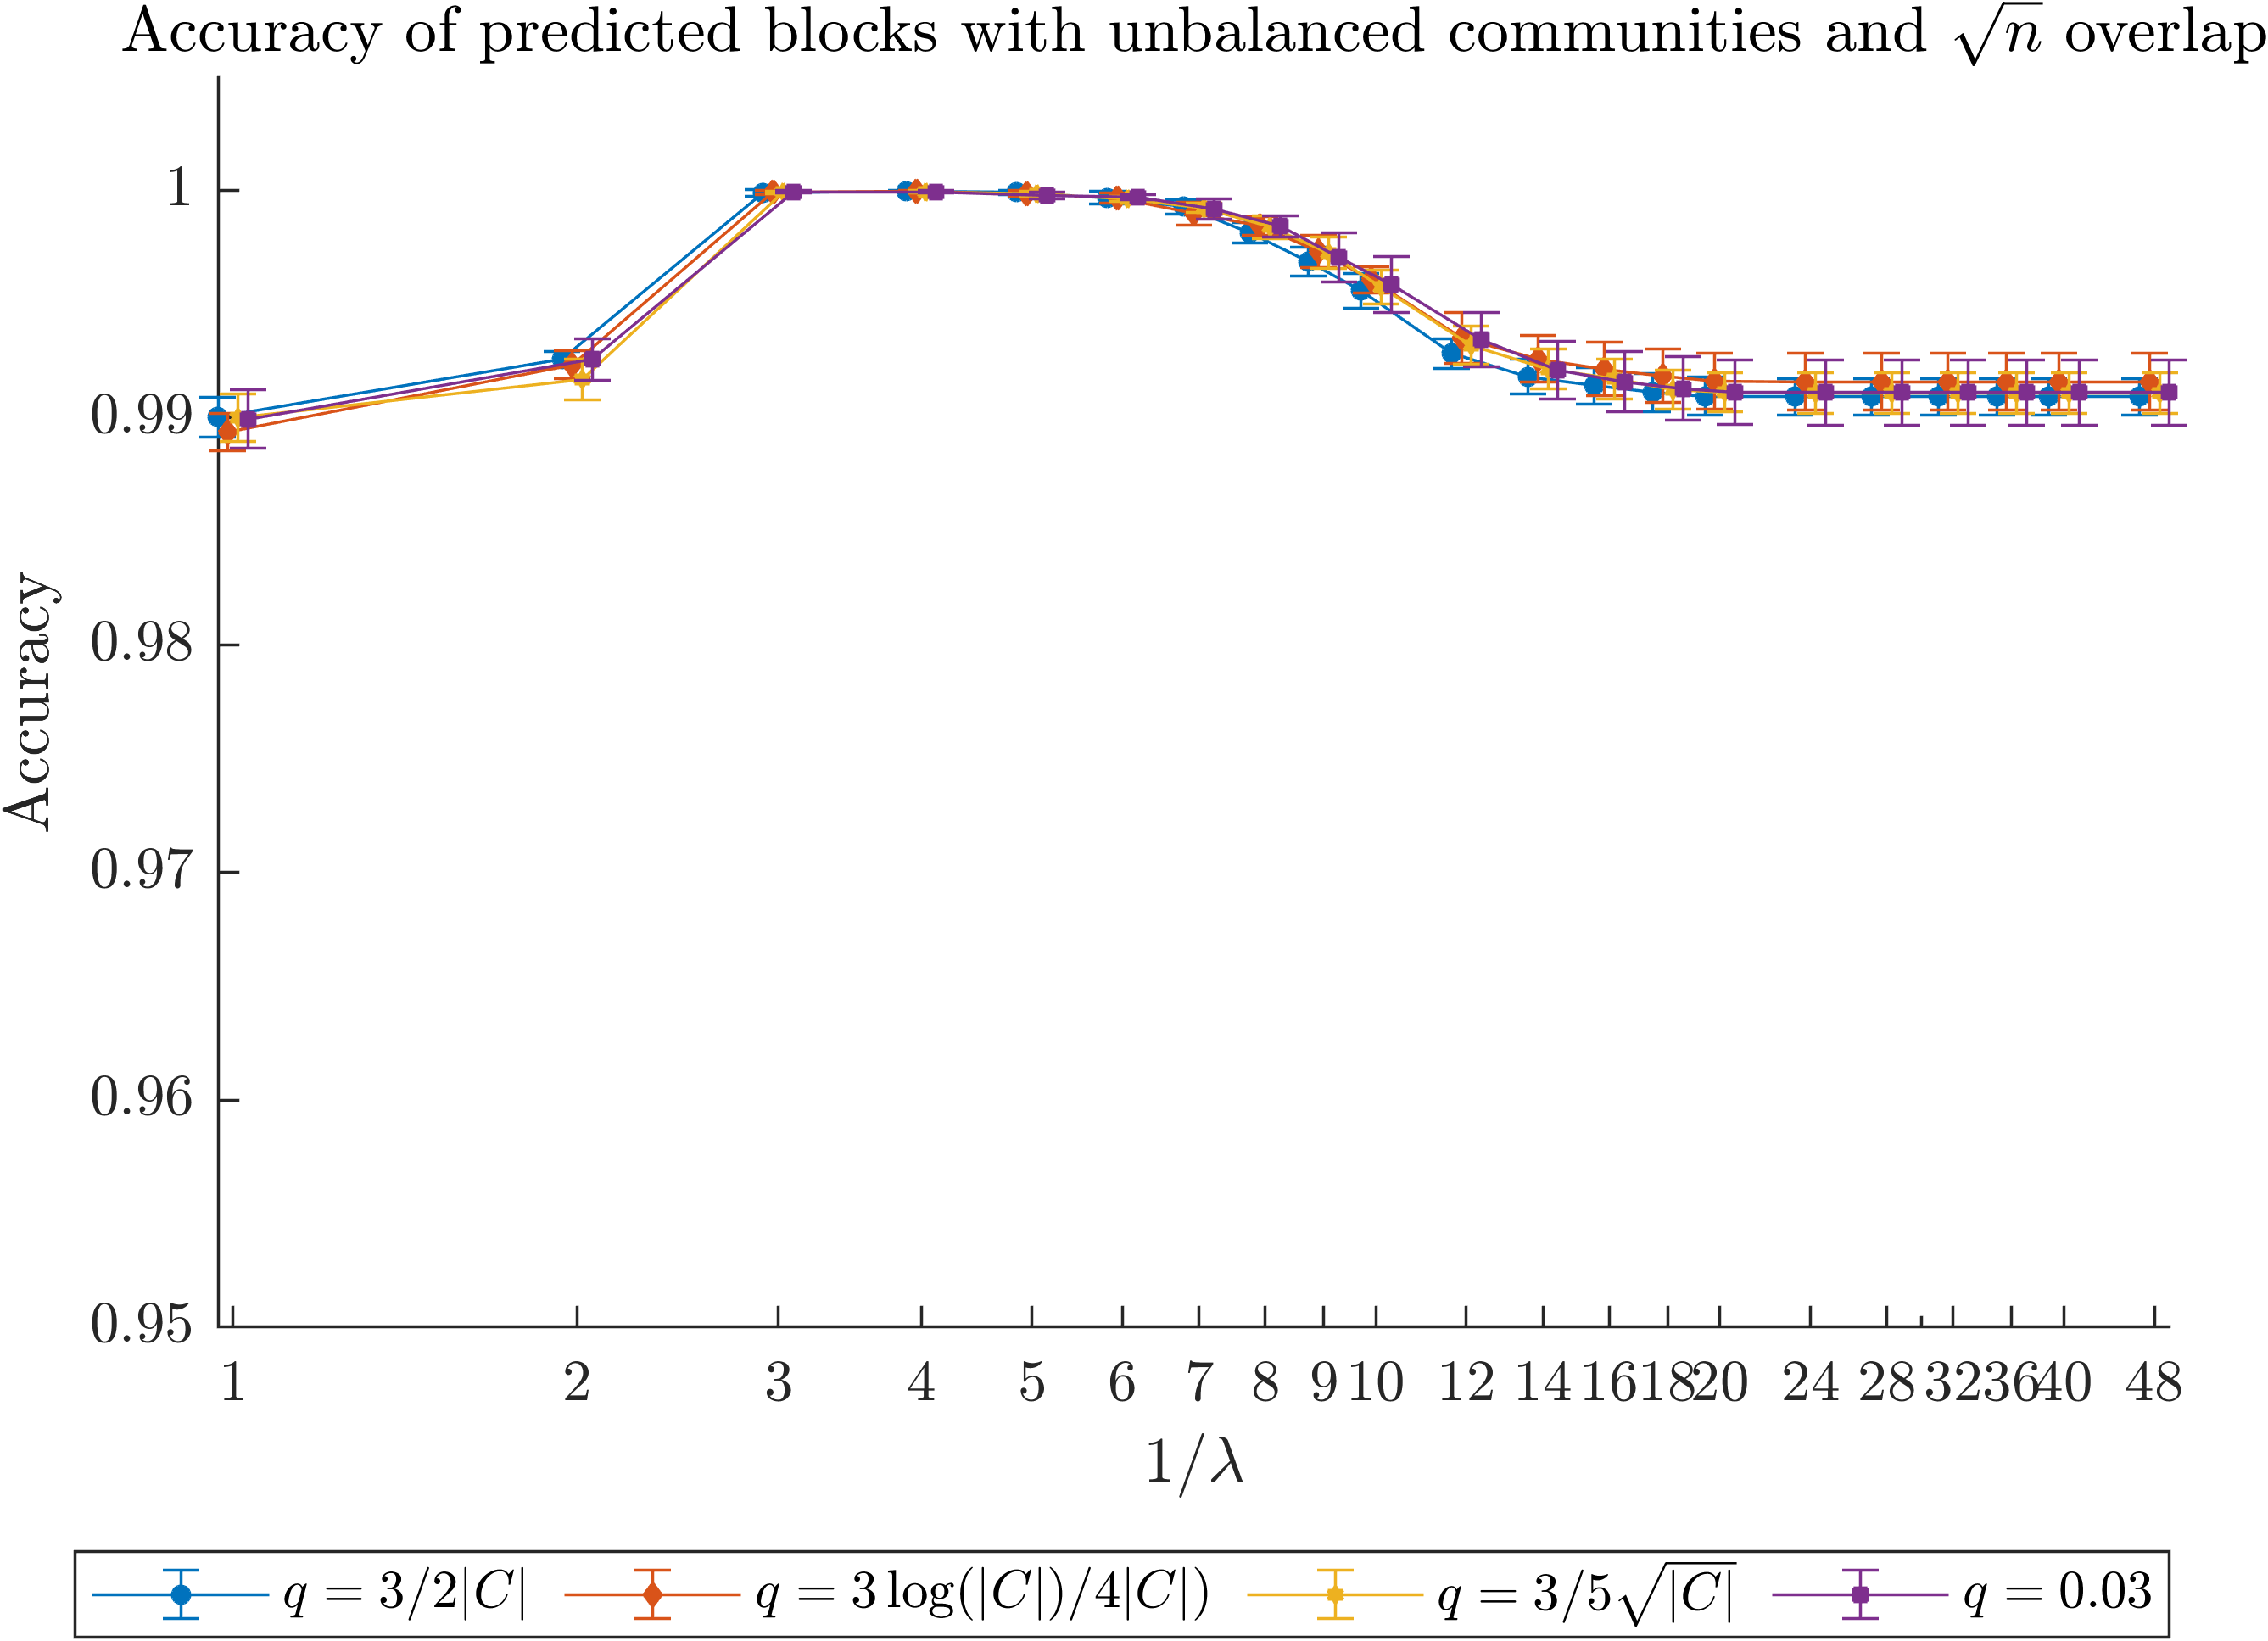 Accuracy of predicted blocks with unbalanced communities and √n overlap
Accuracy
1
0.99
0.98
0.97
0.96
0.95
1 2 3 4 5 6 7 8 9 10 12 14 16 18 20 24 28 32 36 40 48
1/λ
q = 3/2|C| q = 3 log(|C|)/4|C|) q = 3/5√|C| q = 0.03